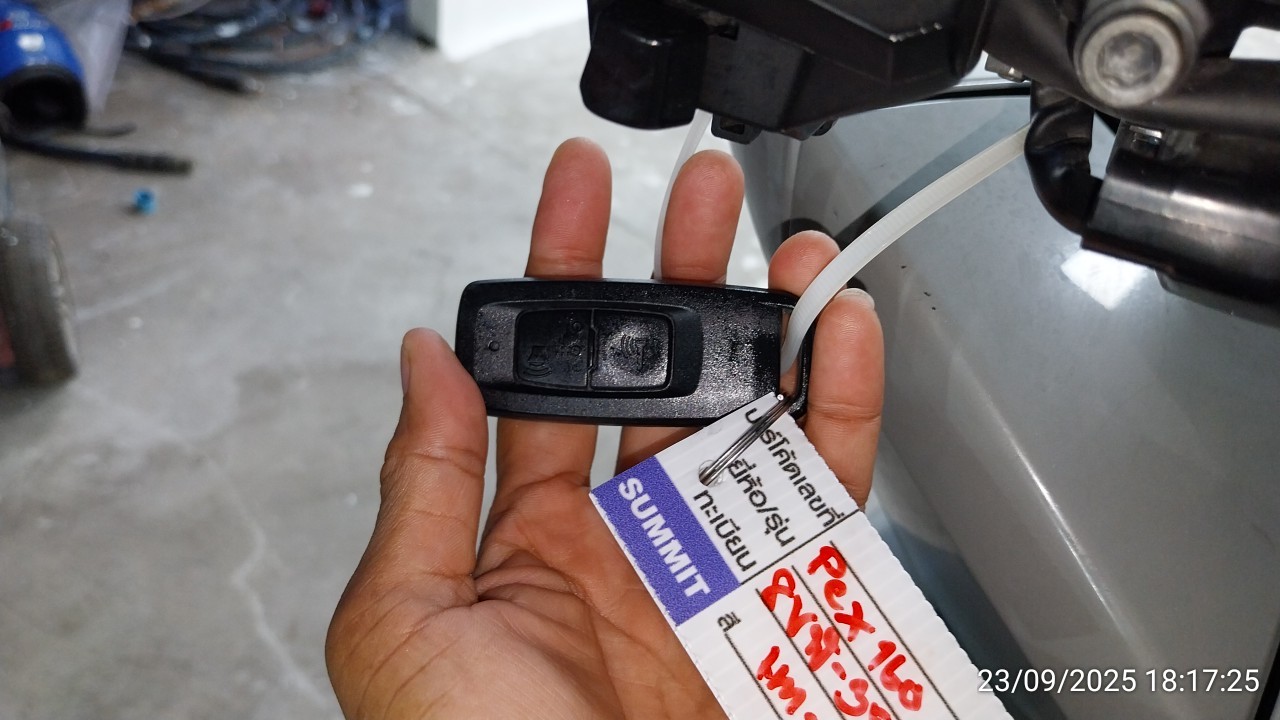 บาร์โค้ดเลขที่
ยี่ห้อ/รุ่น
ทะเบียน
SUMMIT
สี
Pcx 160
23/09/2025 18:17:25